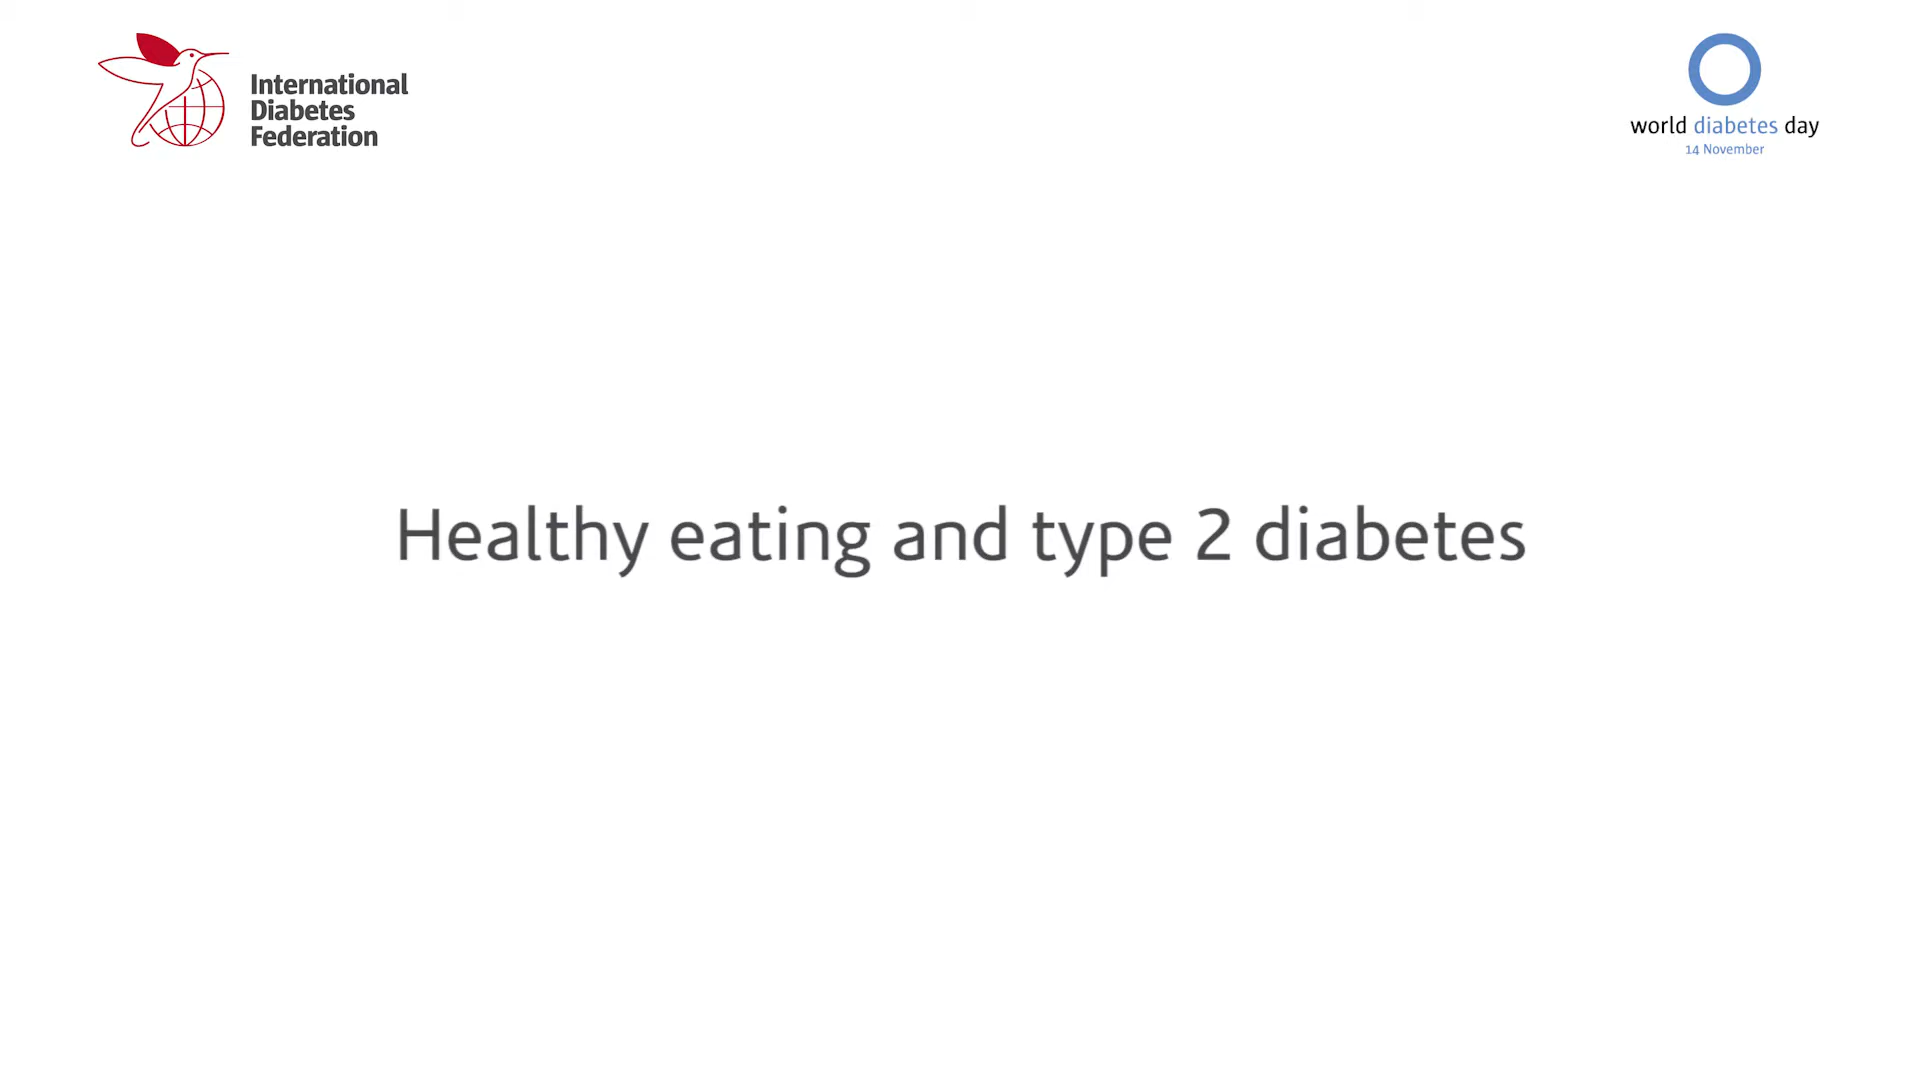 International
Diabetes
Federation
world diabetes day
14 November
Healthy eating and type 2 diabetes